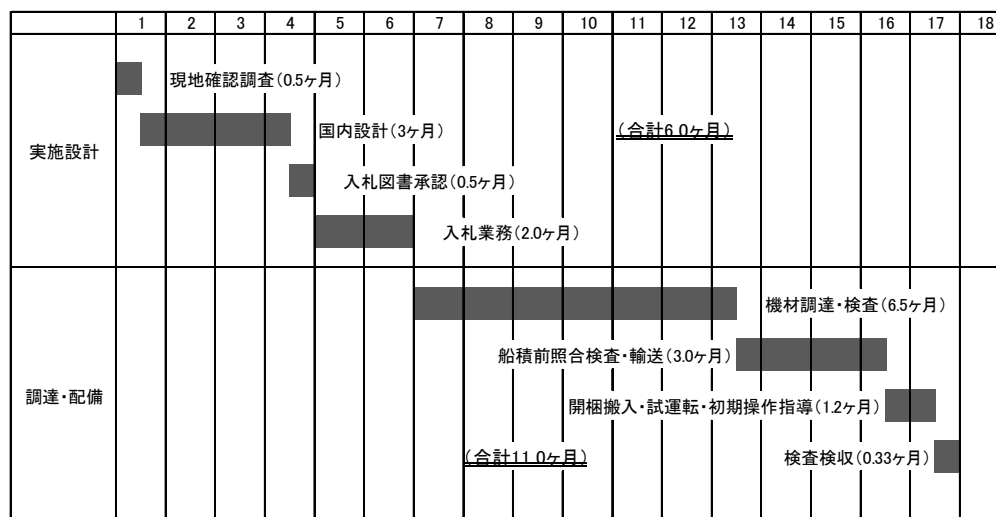 1 2 3 4 5 6 7 8 9 10 11 12 13 14 15 16 17 18
現地確認調査(0.5ヶ月)
国内設計(3ヶ月)
(合計6.0ヶ月)
実施設計
入札図書承認(0.5ヶ月)
入札業務(2.0ヶ月)
機材調達・検査(6.5ヶ月)
船積前照合検査・輸送(3.0ヶ月)
調達・配備
開梱搬入・試運転・初期操作指導(1.2ヶ月)
(合計11.0ヶ月)
検査検収(0.33ヶ月)